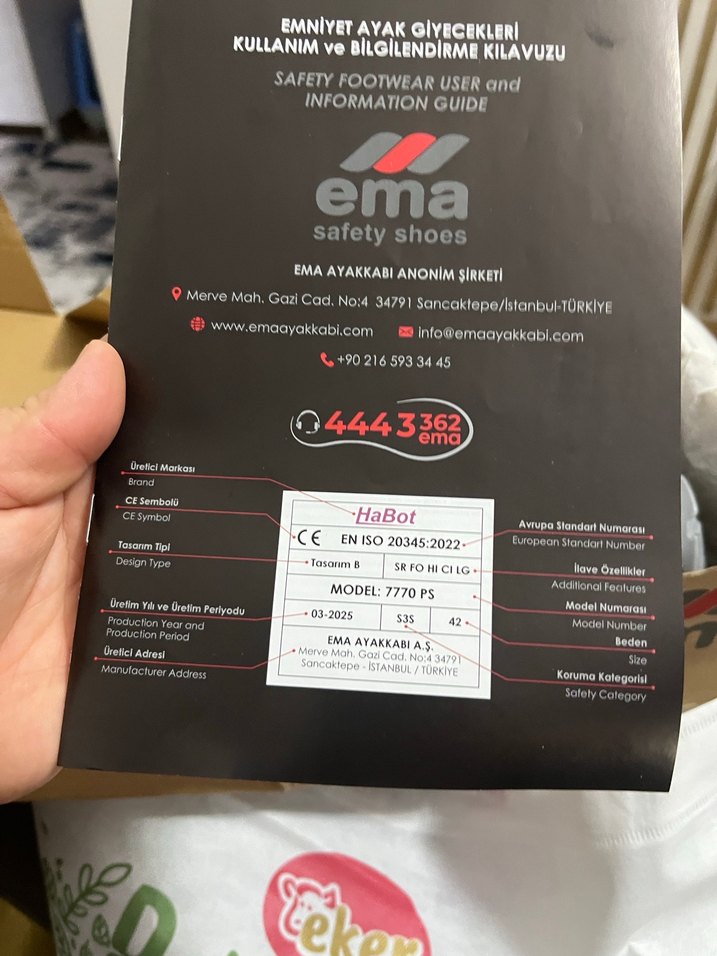 EMNİYET AYAK GİYECEKLERİ
KULLANIM ve BİLGİLENDİRME KILAVUZU
SAFETY FOOTWEAR USER and
INFORMATION GUIDE
ema
safety shoes
EMA AYAKKABI ANONİM ŞİRKETİ
Merve Mah. Gazi Cad. No:4 34791 Sancaktepe/İstanbul-TÜRKİYE
www.emaayakkabi.com info@emaayakkabi.com
+90 216 593 34 45
444 3 362 ema
Üretici Markası
Brand
CE Sembolü
CE Symbol
Tasarım Tipi
Design Type
Üretim Yılı ve Üretim Periyodu
Production Year and
Production Period
Üretici Adresi
Manufacturer Address
HaBot
CE EN ISO 20345:2022
Tasarım B SR FO HI CI LG
MODEL: 7770 PS
03-2025 S3S 42
EMA AYAKKABI A.Ş.
Merve Mah. Gazi Cad. No:4 34791
Sancaktepe - İSTANBUL / TÜRKİYE
Avrupa Standart Numarası
European Standart Number
İlave Özellikler
Additional Features
Model Numarası
Model Number
Beden
Size
Koruma Kategorisi
Safety Category
eker